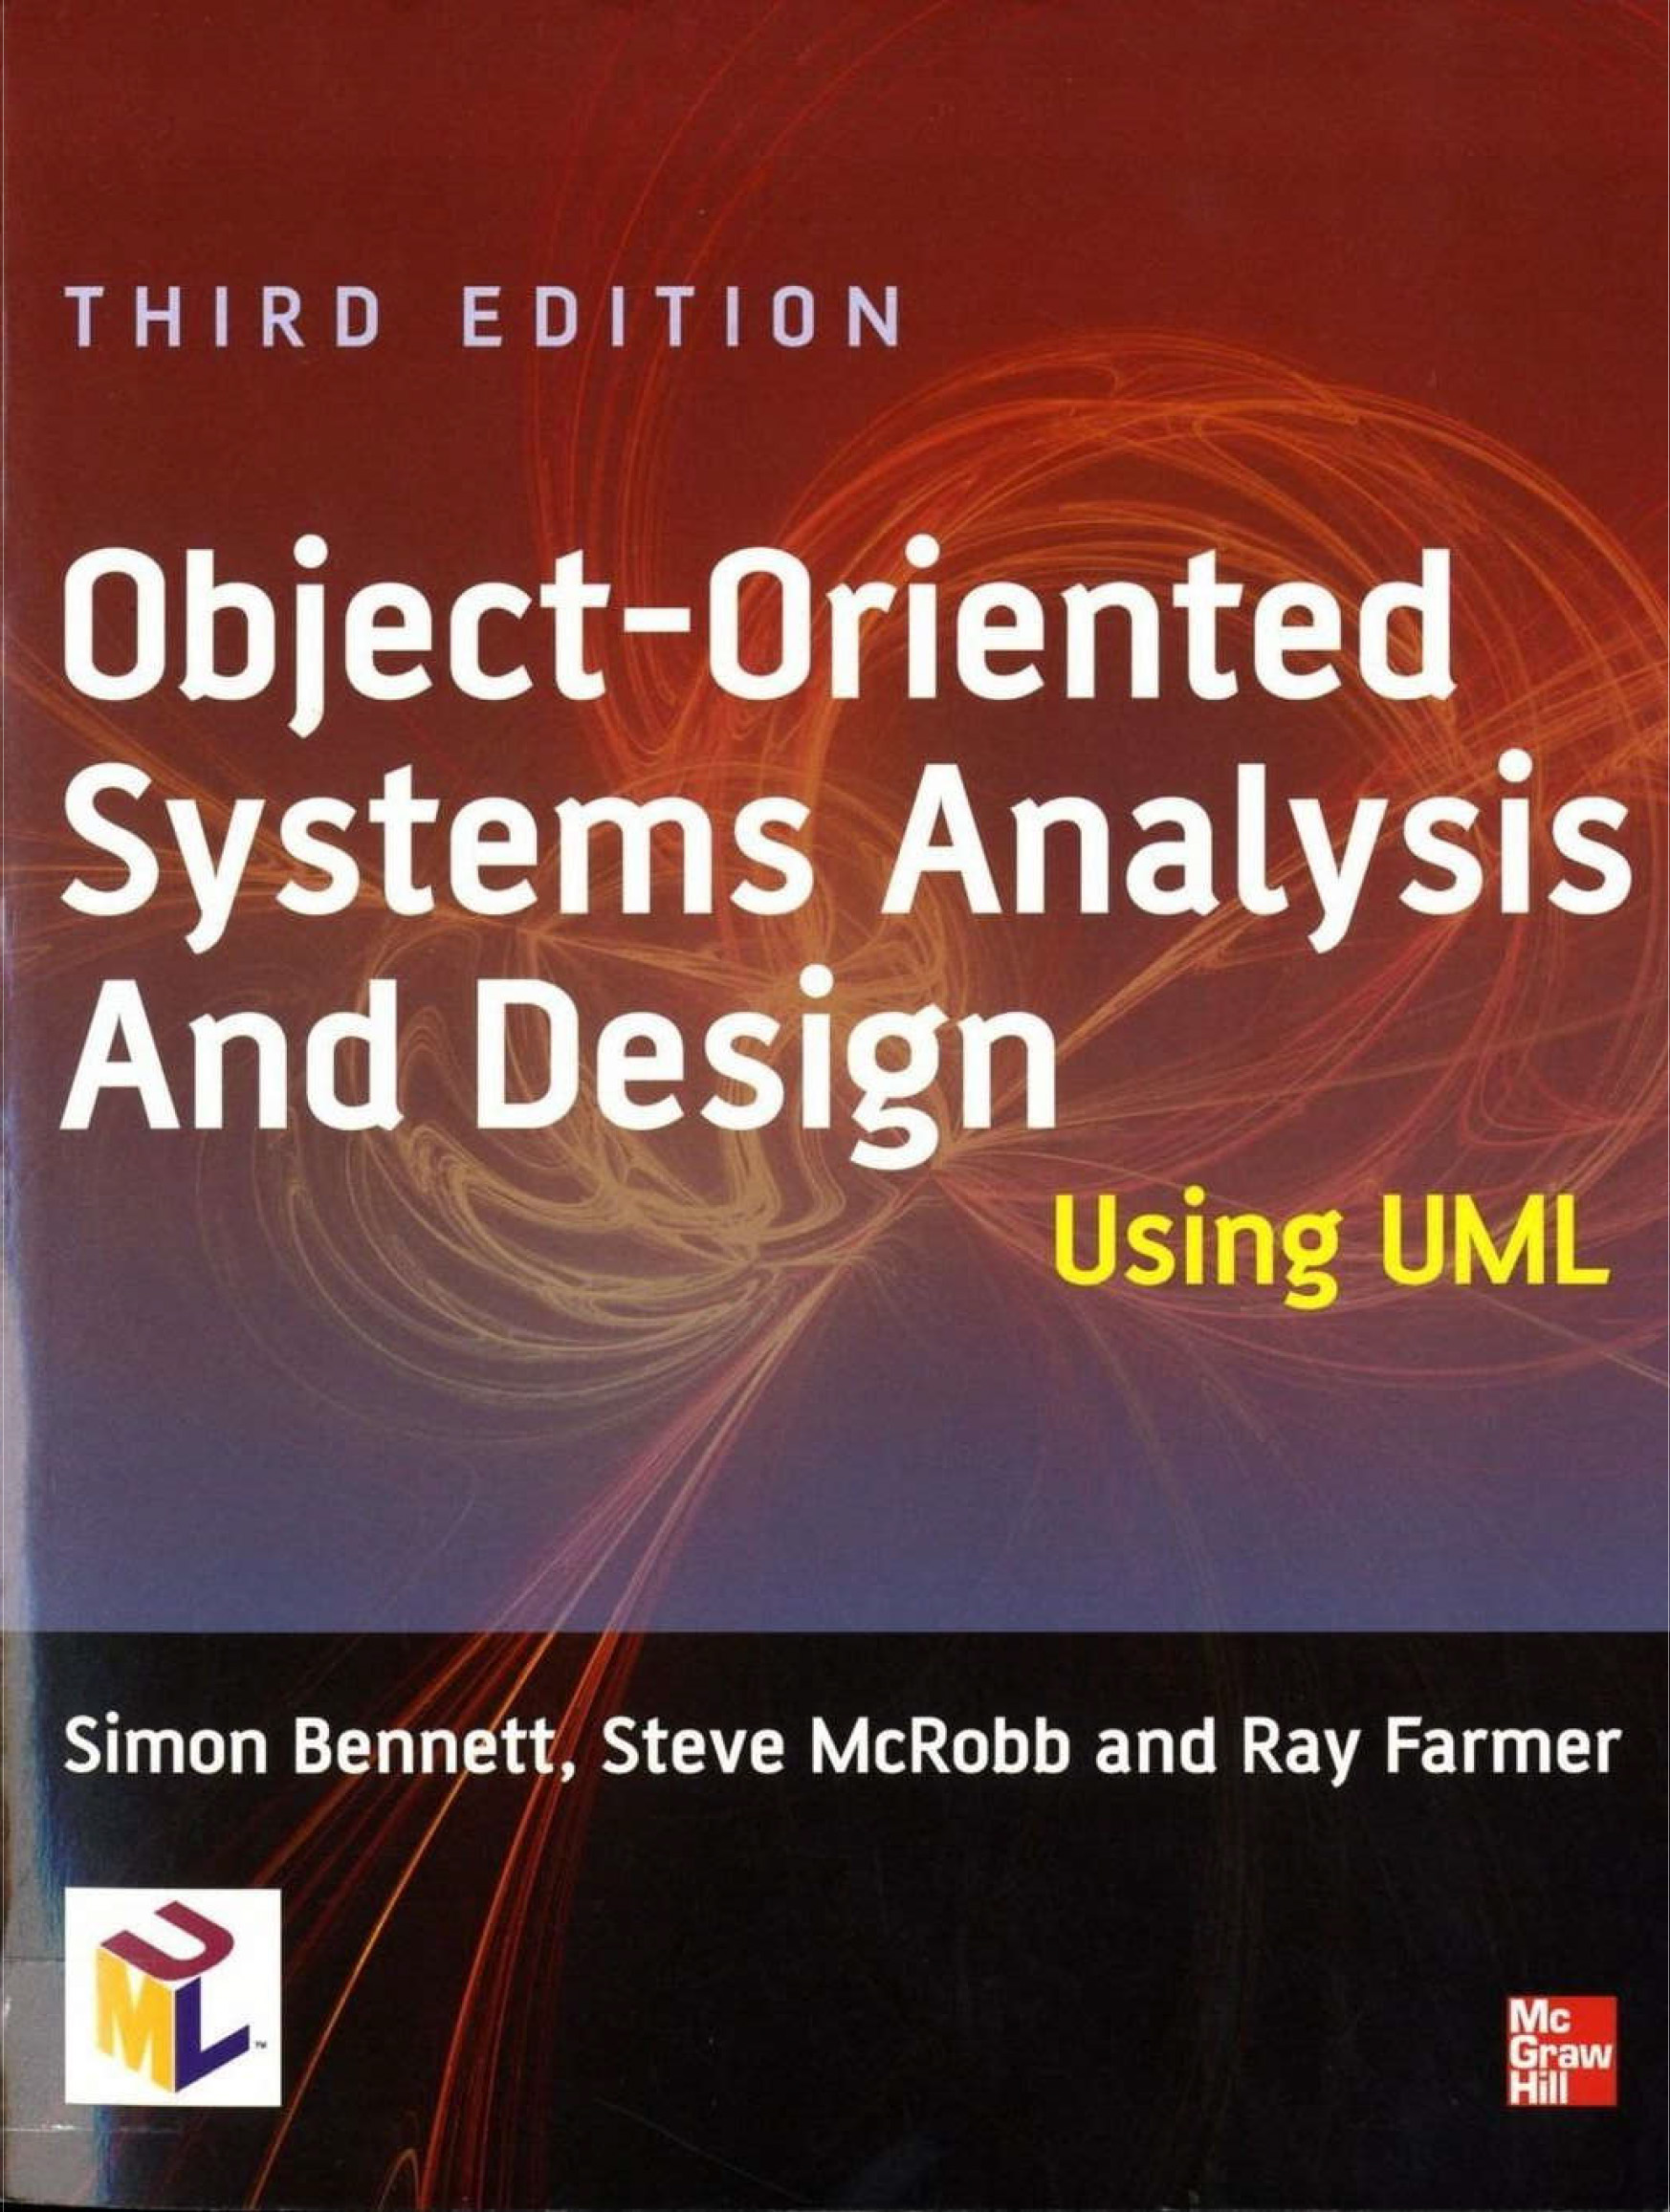 THIRD EDITION
Object-Oriented
Systems Analysis
And Design
Using UML
Simon Bennett, Steve McRobb and Ray Farmer
UML
TM
Mc
Graw
Hill